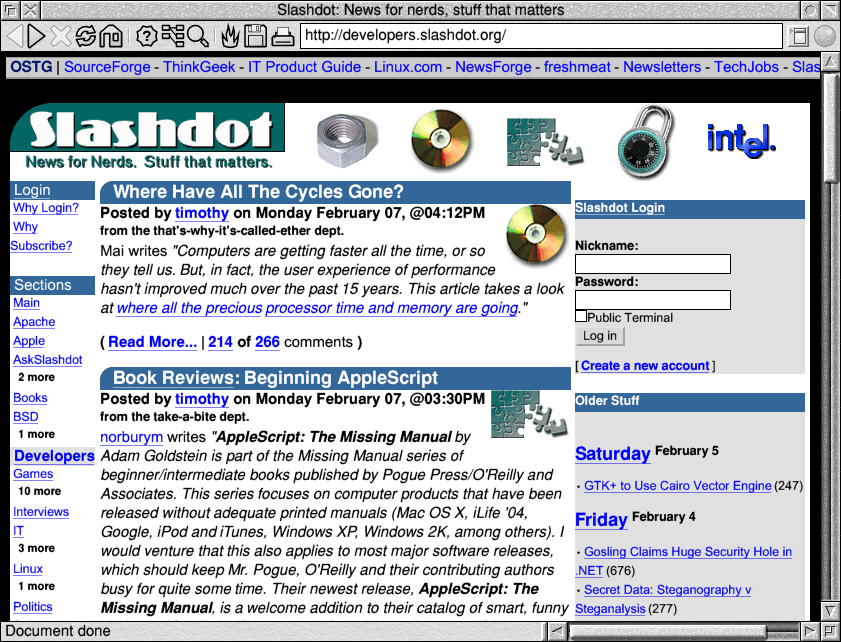 Slashdot: News for nerds, stuff that matters
http://developers.slashdot.org/
OSTG | SourceForge - ThinkGeek - IT Product Guide - Linux.com - NewsForge - freshmeat - Newsletters - TechJobs - Slas
Slashdot
News for Nerds. Stuff that matters.
intel.
Login
Why Login?
Why
Subscribe?
Sections
Main
Apache
Apple
AskSlashdot
2 more
Books
BSD
1 more
Developers
Games
10 more
Interviews
IT
3 more
Linux
1 more
Politics
Where Have All The Cycles Gone?
Posted by timothy on Monday February 07, @04:12PM
from the that's-why-it's-called-ether dept.
Mai writes "Computers are getting faster all the time, or so
they tell us. But, in fact, the user experience of performance
hasn't improved much over the past 15 years. This article takes a look
at where all the precious processor time and memory are going."
( Read More... | 214 of 266 comments )
Book Reviews: Beginning AppleScript
Posted by timothy on Monday February 07, @03:30PM
from the take-a-bite dept.
norburym writes "AppleScript: The Missing Manual by
Adam Goldstein is part of the Missing Manual series of
beginner/intermediate books published by Pogue Press/O'Reilly and
Associates. This series focuses on computer products that have been
released without adequate printed manuals (Mac OS X, iLife '04,
Google, iPod and iTunes, Windows XP, Windows 2K, among others). I
would venture that this also applies to most major software releases,
which should keep Mr. Pogue, O'Reilly and their contributing authors
busy for quite some time. Their newest release, AppleScript: The
Missing Manual, is a welcome addition to their catalog of smart, funny
Slashdot Login
Nickname:
Password:
Public Terminal
Log in
[ Create a new account ]
Older Stuff
Saturday February 5
· GTK+ to Use Cairo Vector Engine (247)
Friday February 4
· Gosling Claims Huge Security Hole in
.NET (676)
· Secret Data: Steganography v
Steganalysis (277)
Document done